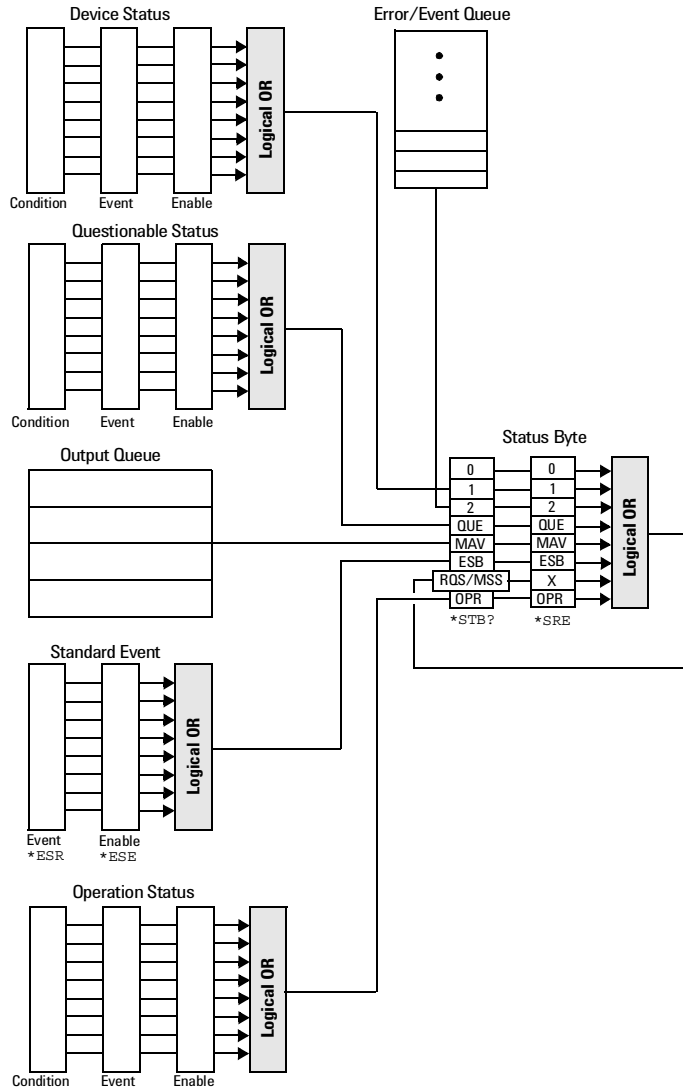 Device Status
Error/Event Queue
Logical OR
Condition Event Enable
Questionable Status
Logical OR
Condition Event Enable
Output Queue
Status Byte
0 0
1 1
2 2
QUE QUE
MAV MAV
ESB ESB
RQS/MSS X
OPR OPR
Logical OR
*STB? *SRE
Standard Event
Logical OR
Event Enable
*ESR *ESE
Operation Status
Logical OR
Condition Event Enable